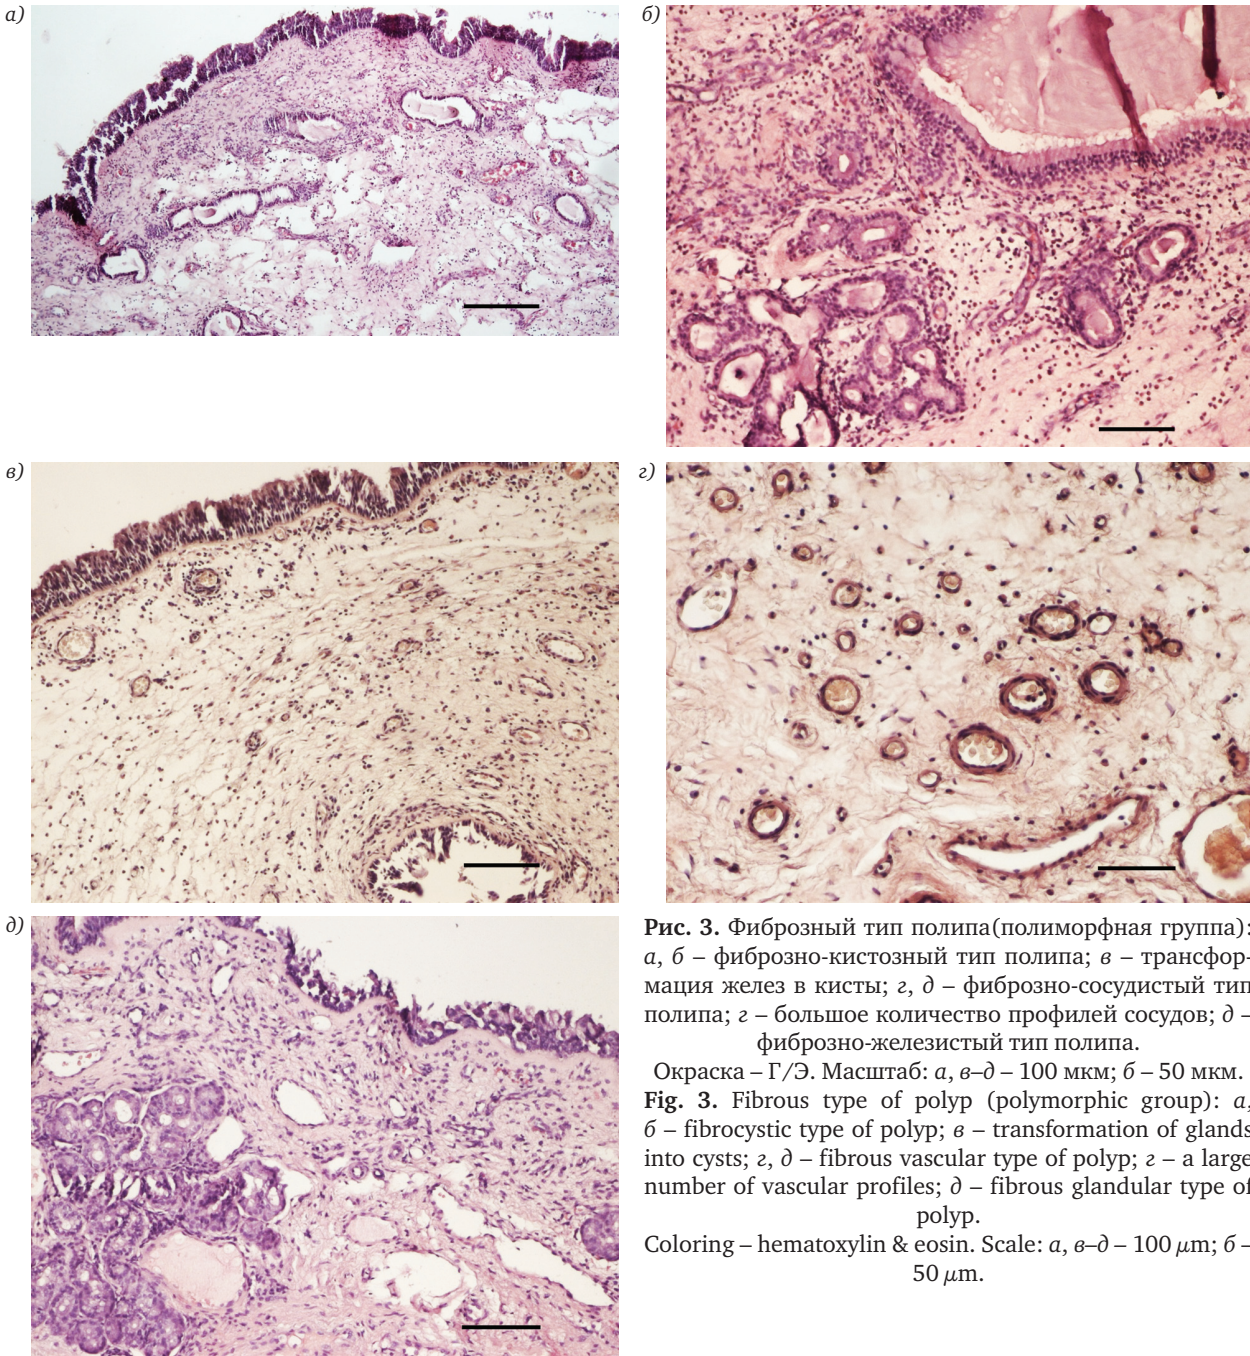 а)
б)
в)
г)
д)
Рис. 3. Фиброзный тип полипа(полиморфная группа):
а, б – фиброзно-кистозный тип полипа; в – трансфор-
мация желез в кисты; г, д – фиброзно-сосудистый тип
полипа; г – большое количество профилей сосудов; д –
фиброзно-железистый тип полипа.
Окраска – Г/Э. Масштаб: а, в–д – 100 мкм; б – 50 мкм.
Fig. 3. Fibrous type of polyp (polymorphic group): а,
б – fibrocystic type of polyp; в – transformation of glands
into cysts; г, д – fibrous vascular type of polyp; г – a large
number of vascular profiles; д – fibrous glandular type of
polyp.
Coloring – hematoxylin & eosin. Scale: а, в–д – 100 μm; б –
50 μm.